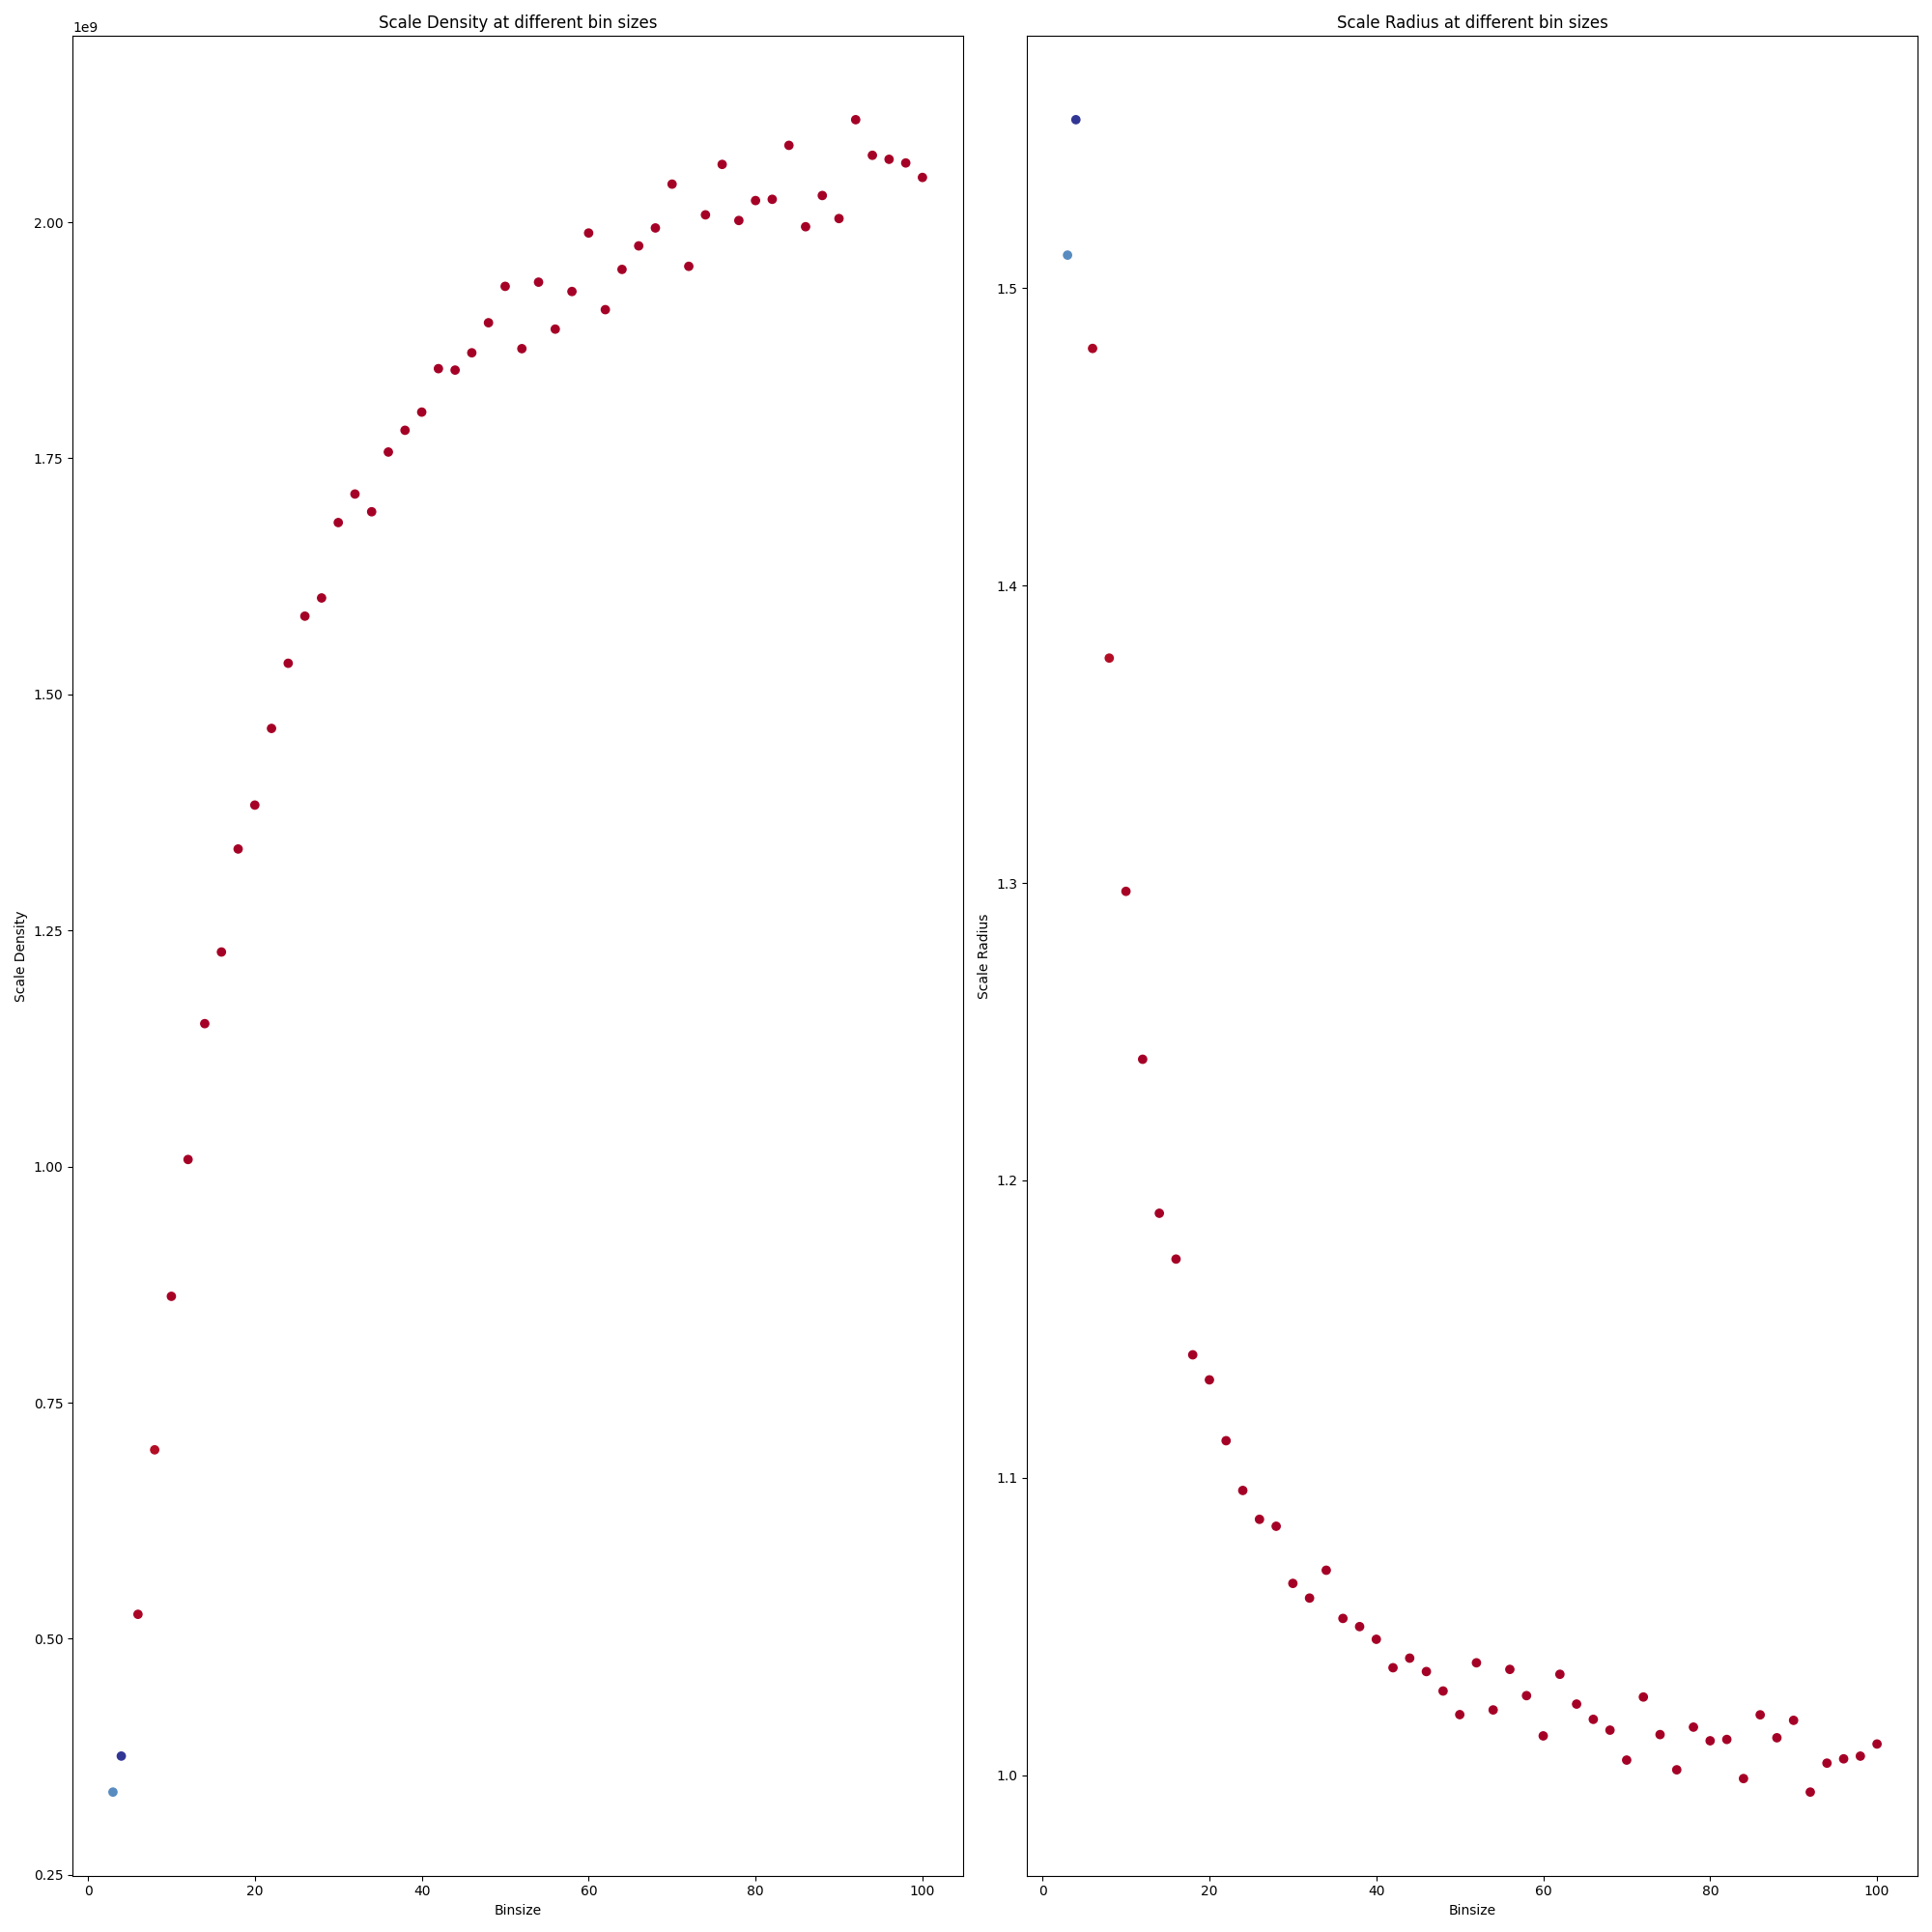 Scale Density at different bin sizes
1e9
2.00
1.75
1.50
1.25
1.00
0.75
0.50
0.25
Scale Density
0 20 40 60 80 100
Binsize
Scale Radius at different bin sizes
1.5
1.4
1.3
1.2
1.1
1.0
Scale Radius
0 20 40 60 80 100
Binsize